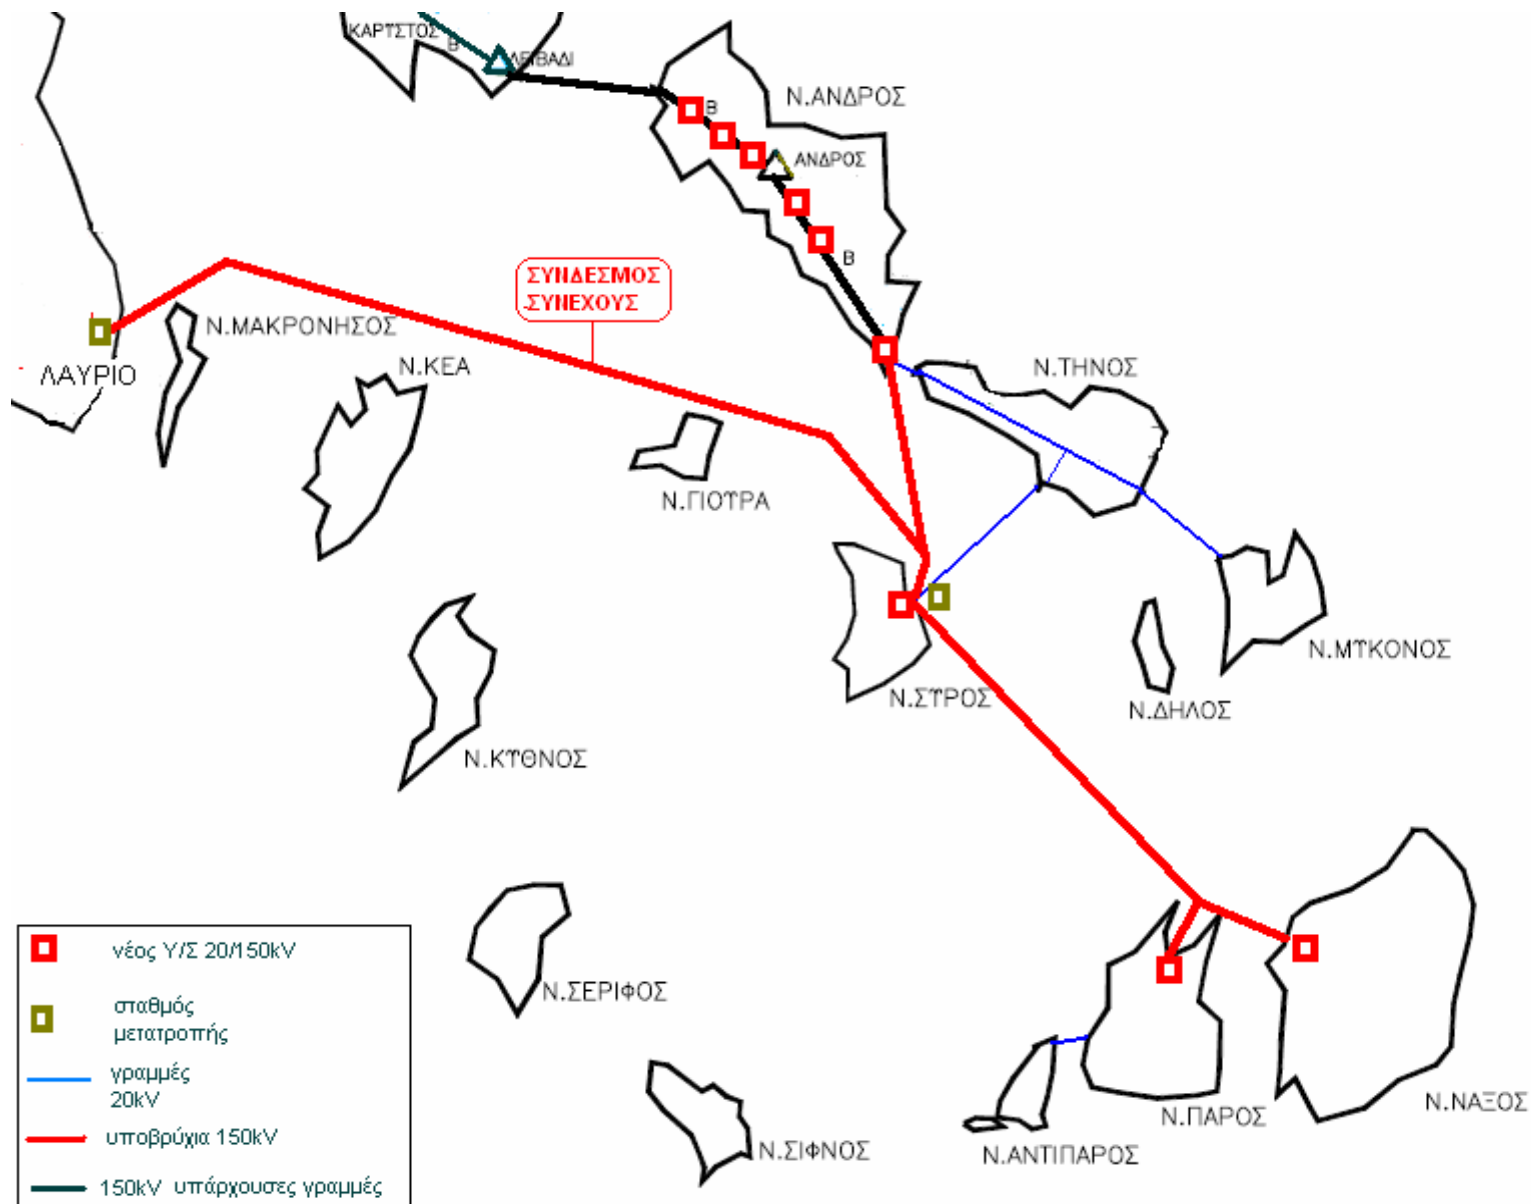 ΚΑΡΥΣΤΟΣ
Β
ΛΕΙΒΑΔΙ
Β
Ν.ΑΝΔΡΟΣ
ΑΝΔΡΟΣ
Β
ΣΥΝΔΕΣΜΟΣ
ΣΥΝΕΧΟΥΣ
Ν.ΜΑΚΡΟΝΗΣΟΣ
ΛΑΥΡΙΟ
Ν.ΚΕΑ
Ν.ΤΗΝΟΣ
Ν.ΓΙΟΥΡΑ
Ν.ΜΥΚΟΝΟΣ
Ν.ΣΥΡΟΣ
Ν.ΔΗΛΟΣ
Ν.ΚΥΘΝΟΣ
Ν.ΣΕΡΙΦΟΣ
Ν.ΝΑΞΟΣ
Ν.ΠΑΡΟΣ
Ν.ΣΙΦΝΟΣ
Ν.ΑΝΤΙΠΑΡΟΣ
νέος Υ/Σ 20/150kV
σταθμός
μετατροπής
γραμμές
20kV
υποβρύχια 150kV
150kV υπάρχουσες γραμμές